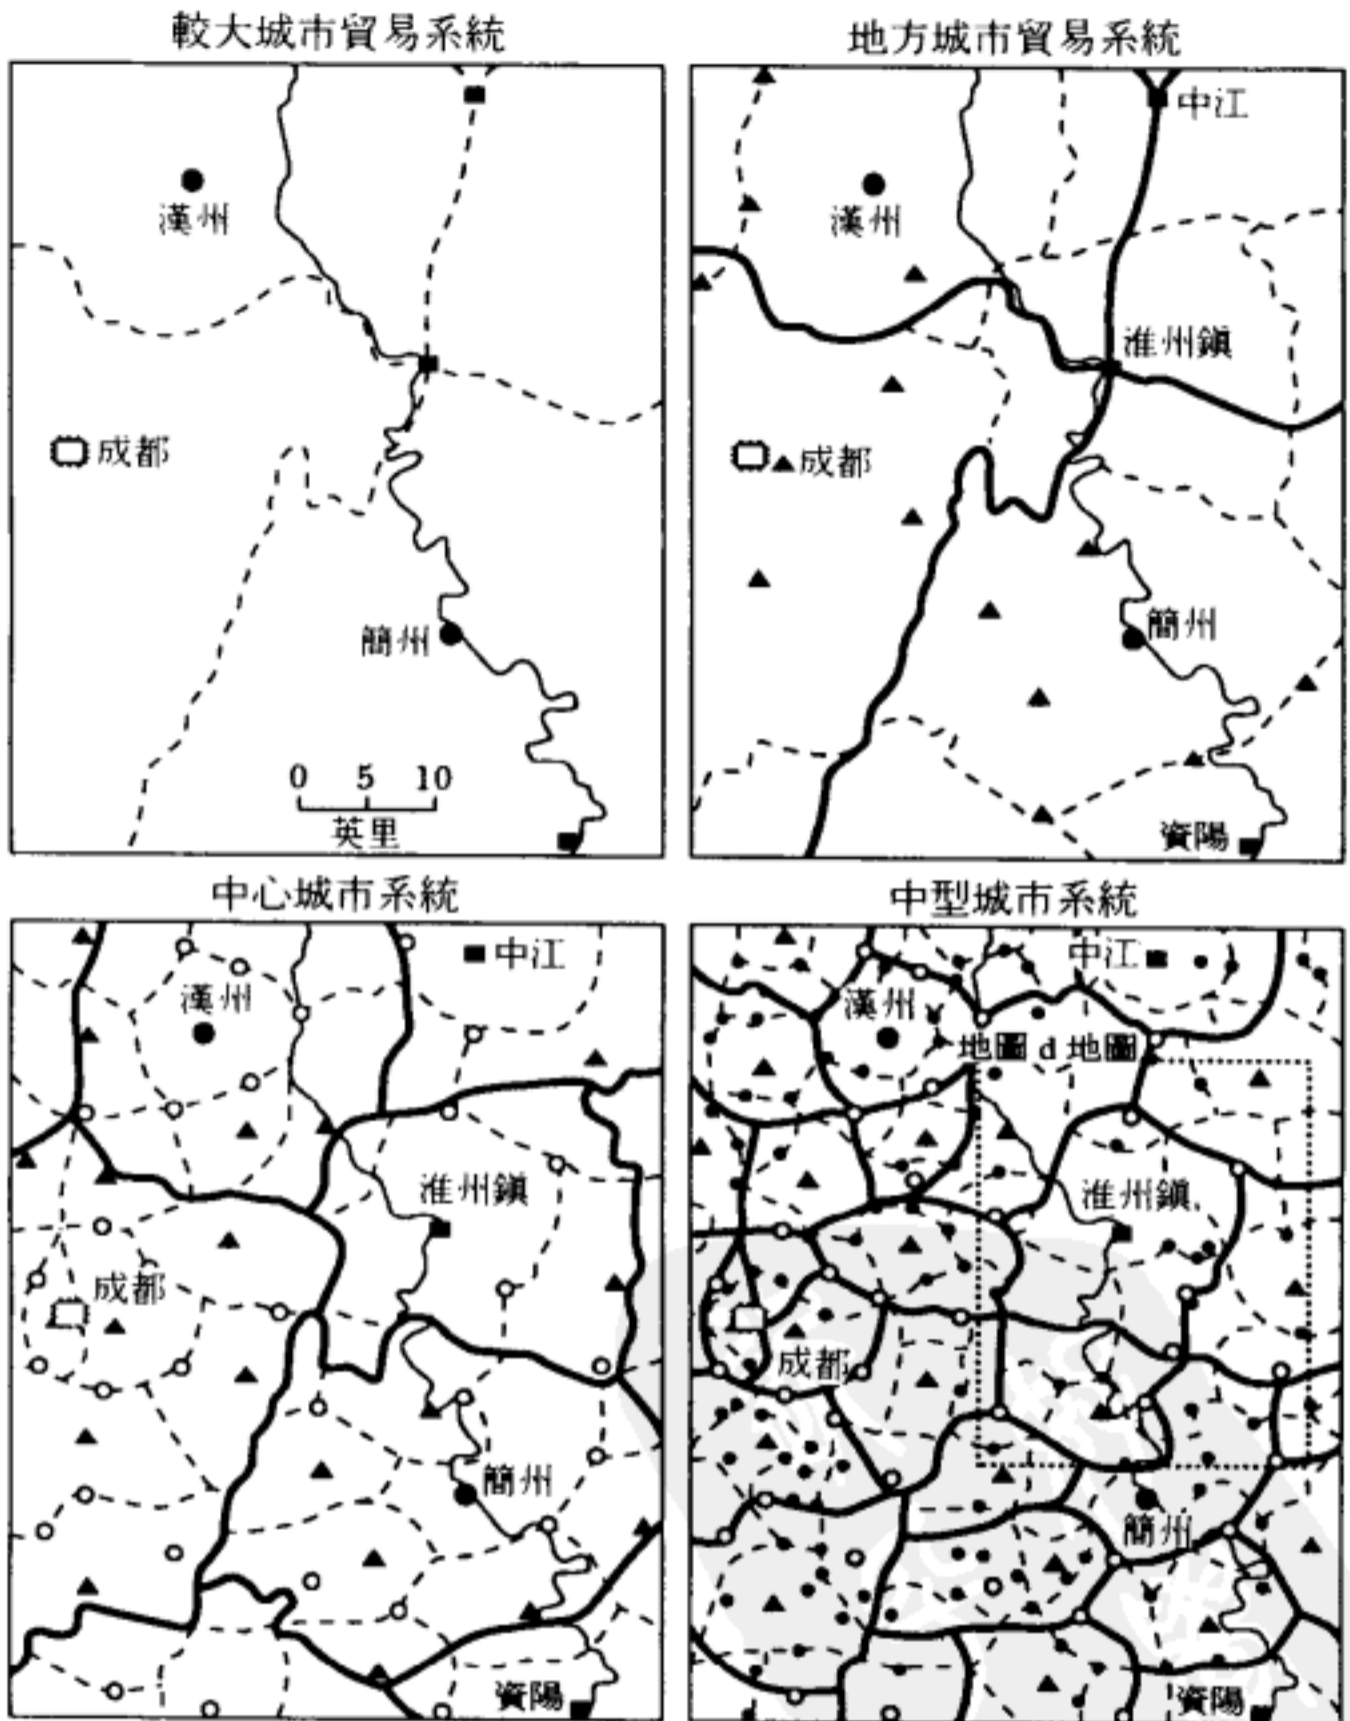 較大城市貿易系統
漢州
成都
簡州
0 5 10
英里
地方城市貿易系統
中江
漢州
淮州鎮
成都
簡州
資陽
中心城市系統
中江
漢州
淮州鎮
成都
簡州
資陽
中型城市系統
中江
漢州
地圖 d 地圖
淮州鎮
成都
簡州
資陽